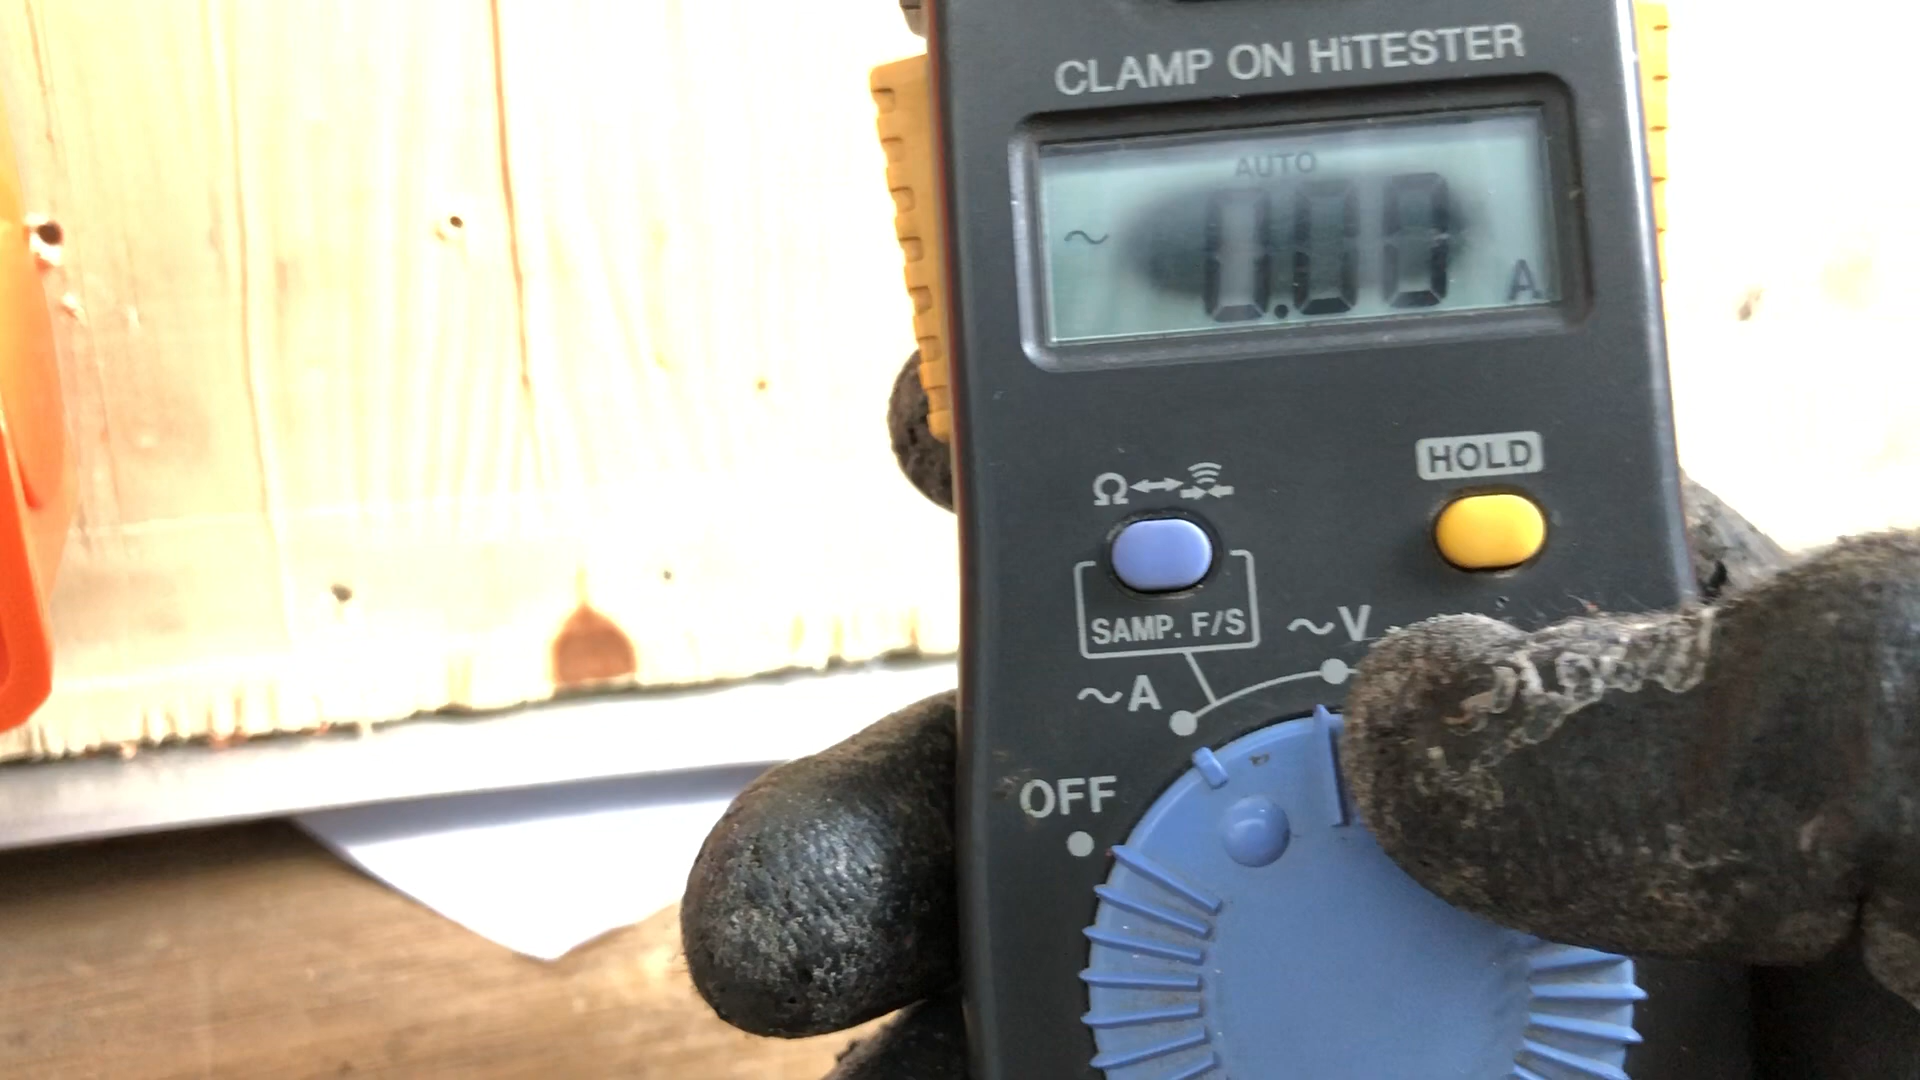 CLAMP ON HiTESTER
AUTO
~ 0.00 A
Ω
HOLD
SAMP. F/S
~V
~A
OFF